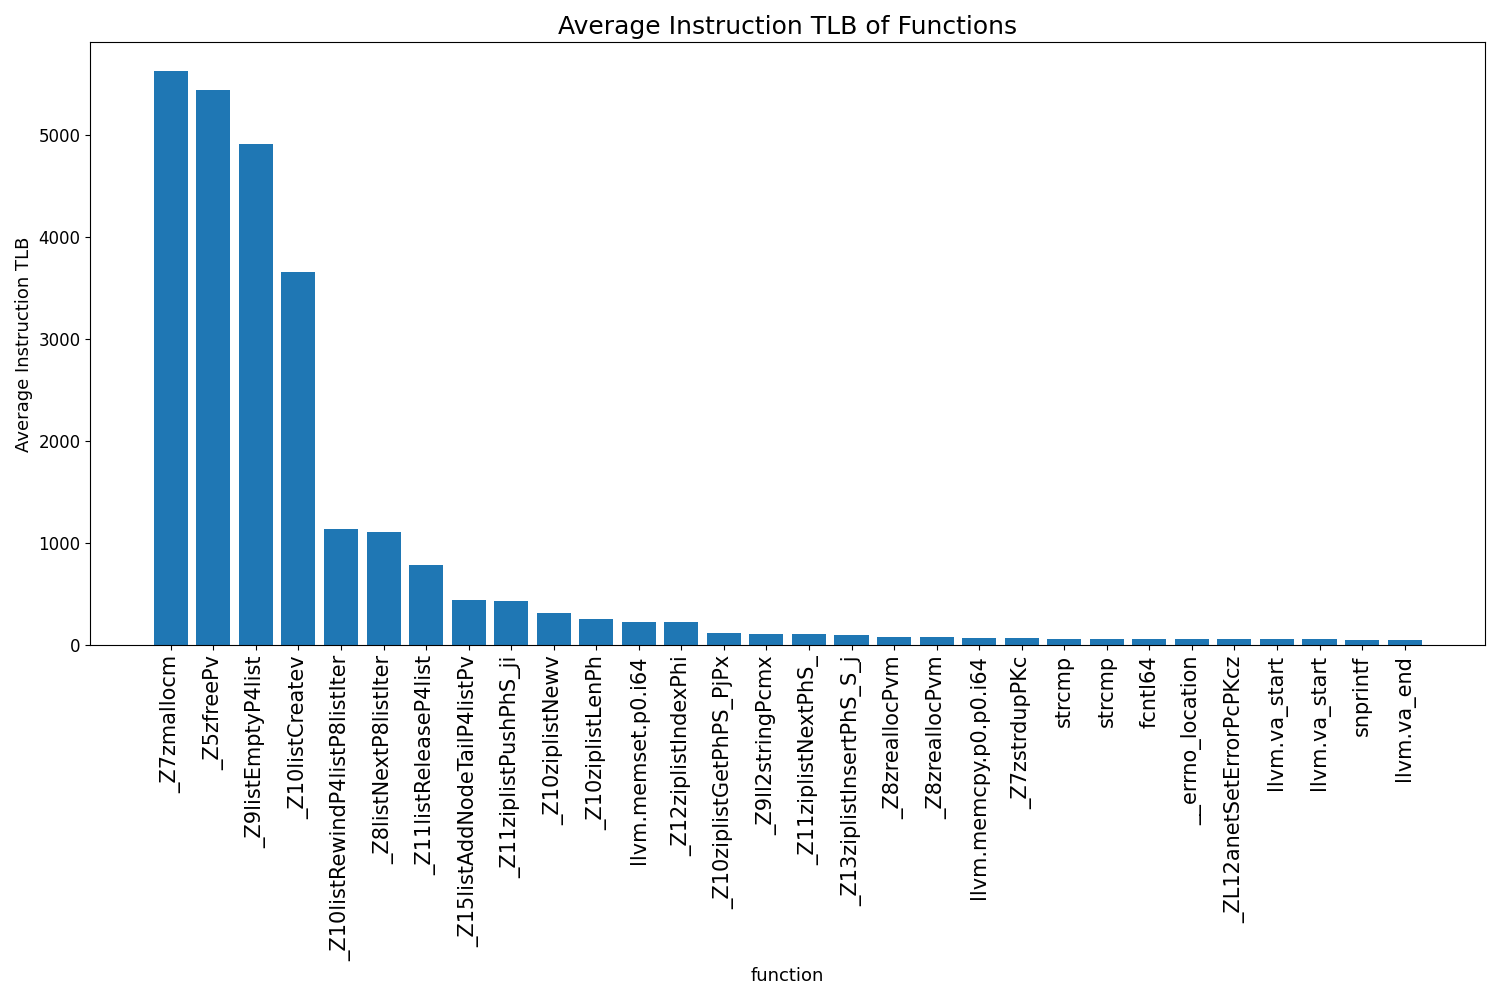 Average Instruction TLB of Functions
Average Instruction TLB
5000
4000
3000
2000
1000
0
_Z7zmallocm
_Z5zfreePv
_Z9listEmptyP4list
_Z10listCreatev
_Z10listRewindP4listP8listIter
_Z8listNextP8listIter
_Z11listReleaseP4list
_Z15listAddNodeTailP4listPv
_Z11ziplistPushPhS_ji
_Z10ziplistNewv
_Z10ziplistLenPh
llvm.memset.p0.i64
_Z12ziplistIndexPhi
_Z10ziplistGetPhPS_PjPx
_Z9ll2stringPcmx
_Z11ziplistNextPhS_
_Z13ziplistInsertPhS_S_j
_Z8zreallocPvm
_Z8zreallocPvm
llvm.memcpy.p0.p0.i64
_Z7zstrdupPKc
strcmp
strcmp
fcntl64
__errno_location
_ZL12anetSetErrorPcPKcz
llvm.va_start
llvm.va_start
snprintf
llvm.va_end
function